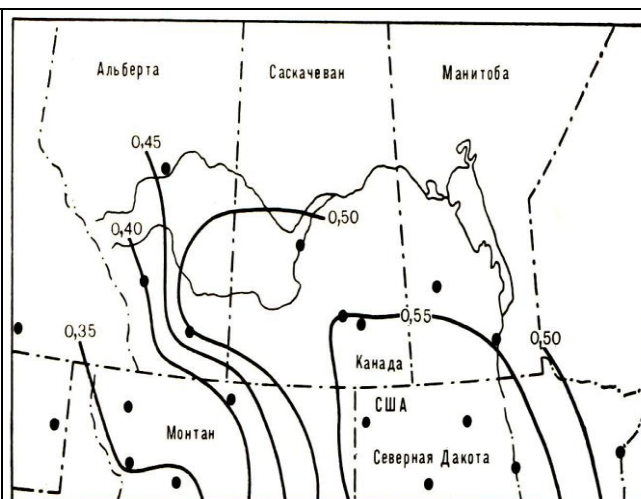 Альберта Саскачеван Манитоба
0,45
0,50
0,40
0,35
0,55
0,50
Канада
США
Монтан
Северная Дакота